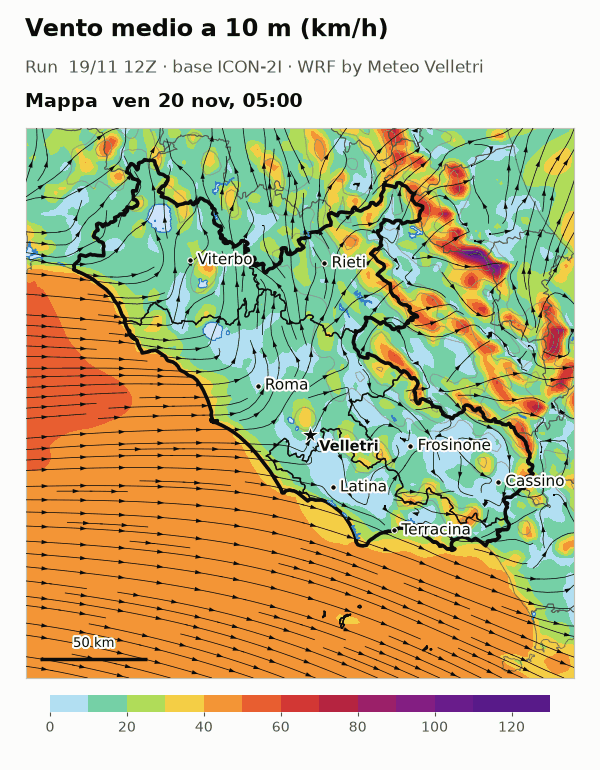 Vento medio a 10 m (km/h)
Run  19/11 12Z · base ICON-2I · WRF by Meteo Velletri
Mappa  ven 20 nov, 05:00
Viterbo
Rieti
Roma
Velletri
Frosinone
Cassino
Latina
Terracina
50 km
0 20 40 60 80 100 120